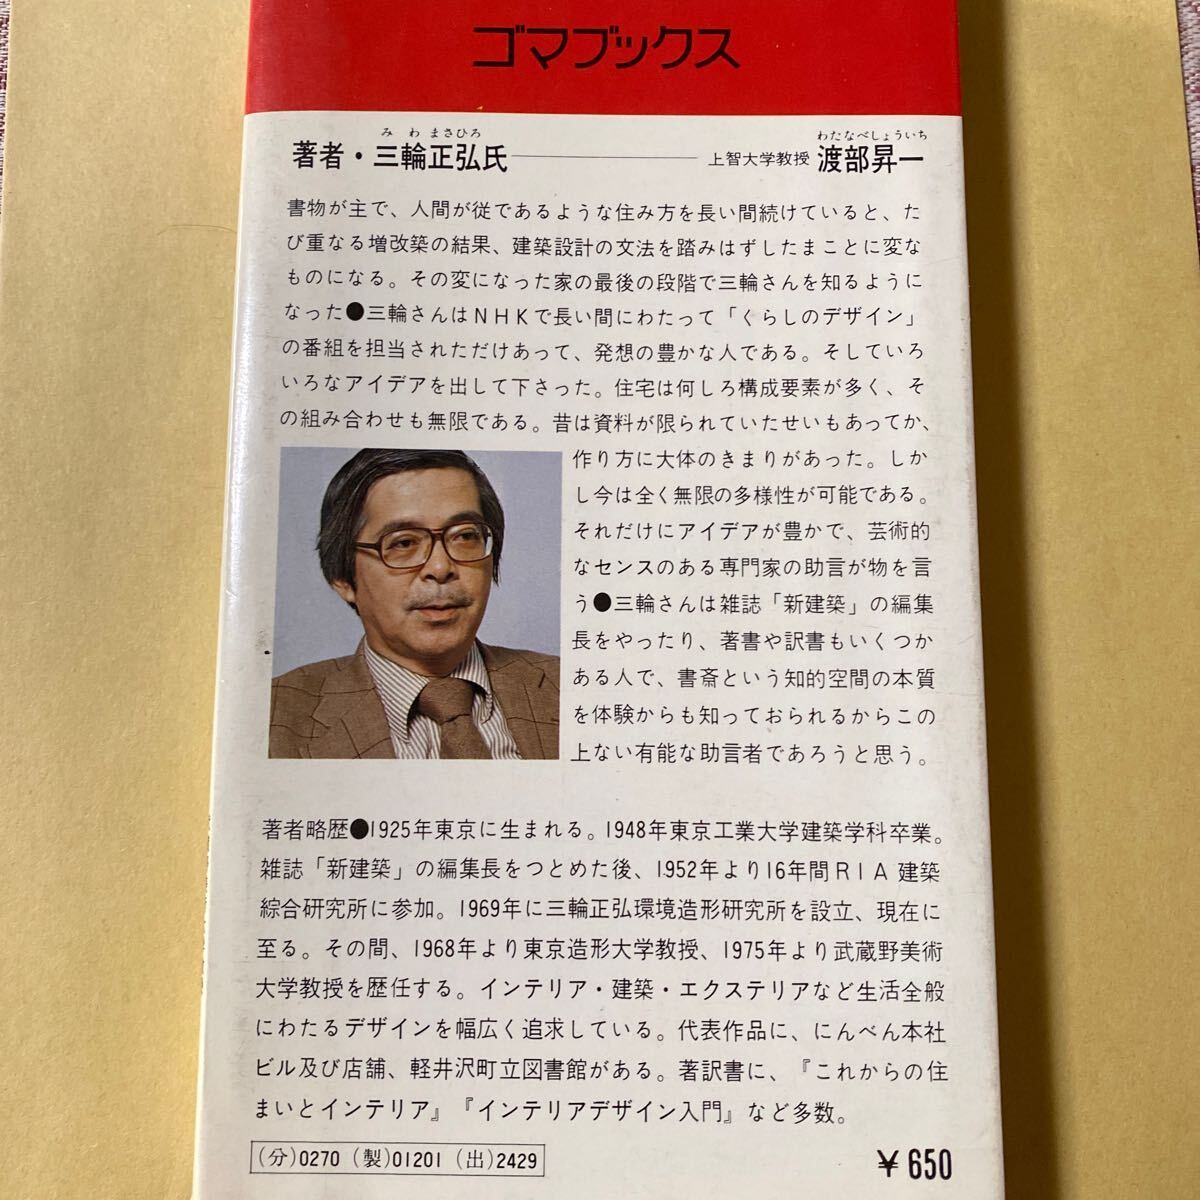 ゴマブックス
みわ まさひろ
著者・三輪正弘氏
わたなべしょういち
上智大学教授 渡部昇一
書物が主で、人間が従であるような住み方を長い間続けていると、た
び重なる増改築の結果、建築設計の文法を踏みはずしたまことに変な
ものになる。その変になった家の最後の段階で三輪さんを知るように
なった●三輪さんはNHKで長い間にわたって「くらしのデザイン」
の番組を担当されただけあって、発想の豊かな人である。そしていろ
いろなアイデアを出して下さった。住宅は何しろ構成要素が多く、そ
の組み合わせも無限である。昔は資料が限られていたせいもあってか、
作り方に大体のきまりがあった。しか
し今は全く無限の多様性が可能である。
それだけにアイデアが豊かで、芸術的
なセンスのある専門家の助言が物を言
う●三輪さんは雑誌「新建築」の編集
長をやったり、著書や訳書もいくつか
ある人で、書斎という知的空間の本質
を体験からも知っておられるからこの
上ない有能な助言者であろうと思う。
著者略歴●1925年東京に生まれる。1948年東京工業大学建築学科卒業。
雑誌「新建築」の編集長をつとめた後、1952年より16年間RIA建築
綜合研究所に参加。1969年に三輪正弘環境造形研究所を設立、現在に
至る。その間、1968年より東京造形大学教授、1975年より武蔵野美術
大学教授を歴任する。インテリア・建築・エクステリアなど生活全般
にわたるデザインを幅広く追求している。代表作品に、にんべん本社
ビル及び店舗、軽井沢町立図書館がある。著訳書に、『これからの住
まいとインテリア』『インテリアデザイン入門』など多数。
(分)0270 (製)01201 (出)2429
¥650